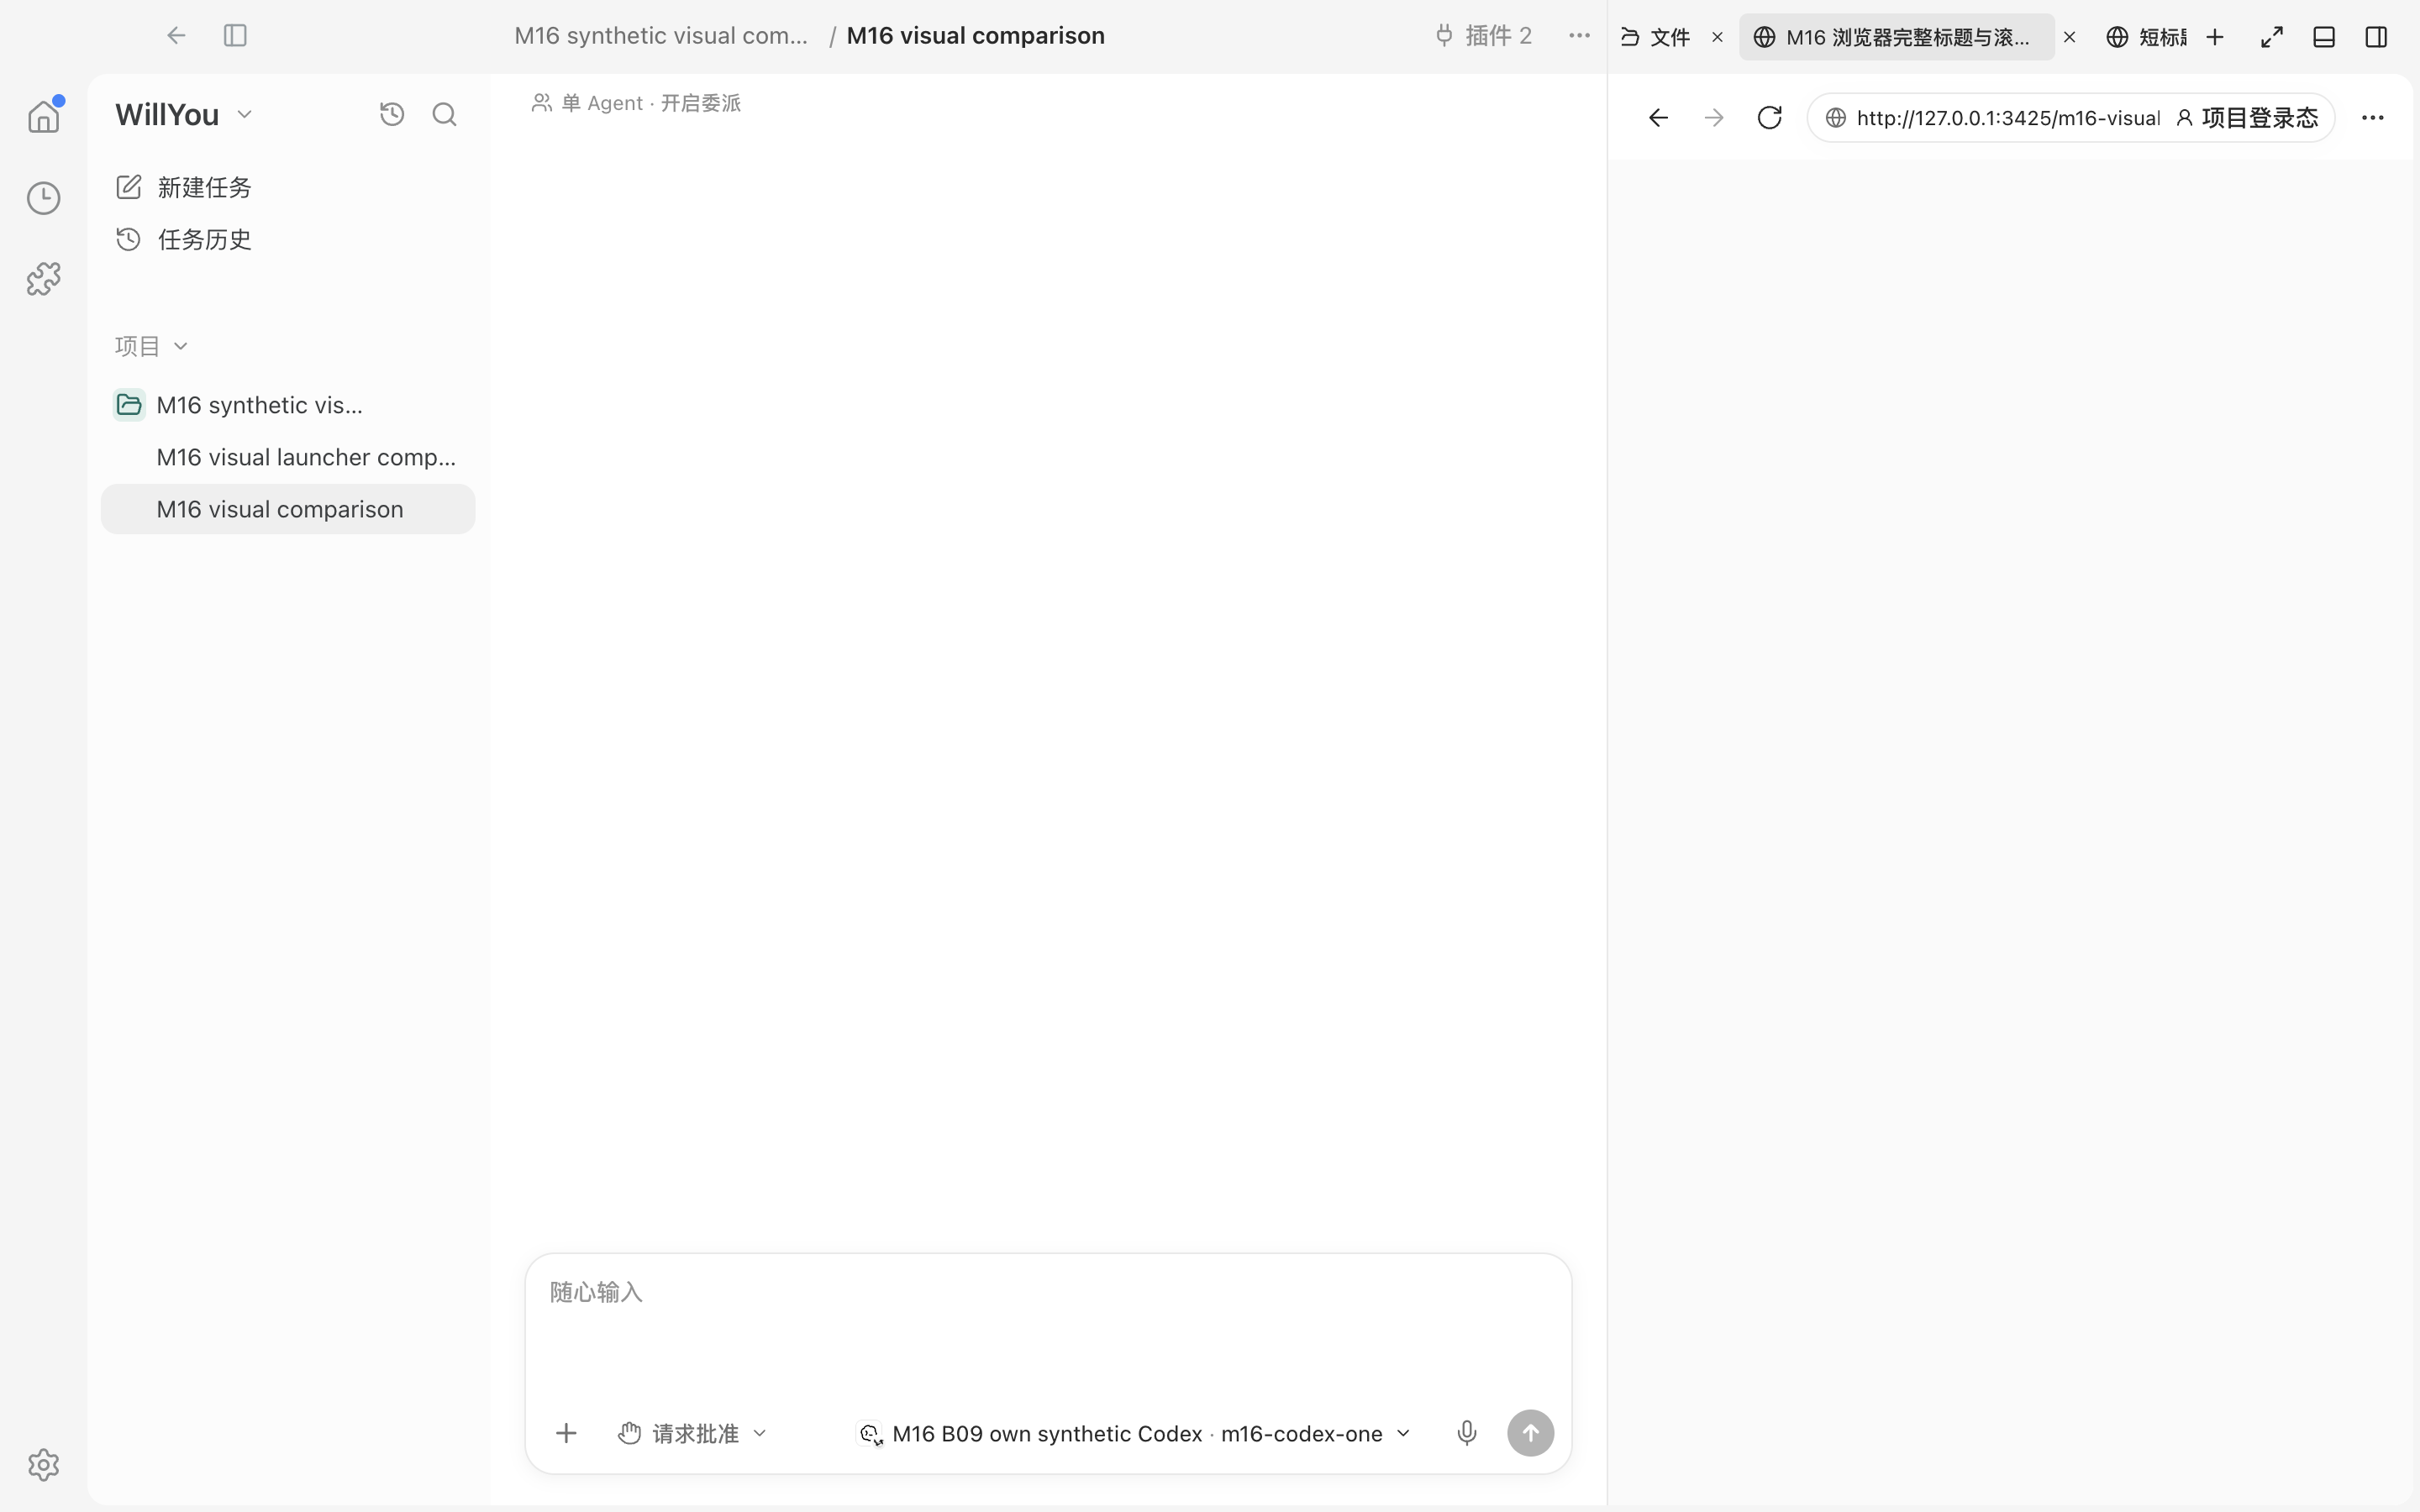 M16 synthetic visual com... / M16 visual comparison
插件 2
文件
M16 浏览器完整标题与滚...
短标
WillYou
单 Agent · 开启委派
http://127.0.0.1:3425/m16-visual
项目登录态
新建任务
任务历史
项目
M16 synthetic vis...
M16 visual launcher comp...
M16 visual comparison
随心输入
请求批准
M16 B09 own synthetic Codex · m16-codex-one